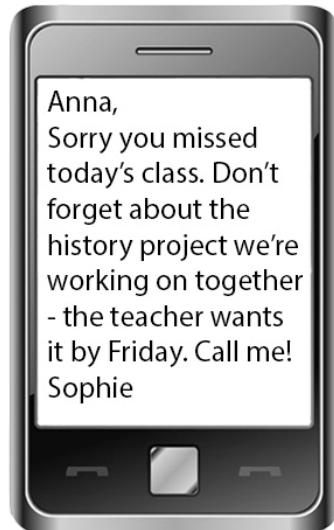 Anna,
Sorry you missed
today's class. Don't
forget about the
history project we're
working on together
- the teacher wants
it by Friday. Call me!
Sophie